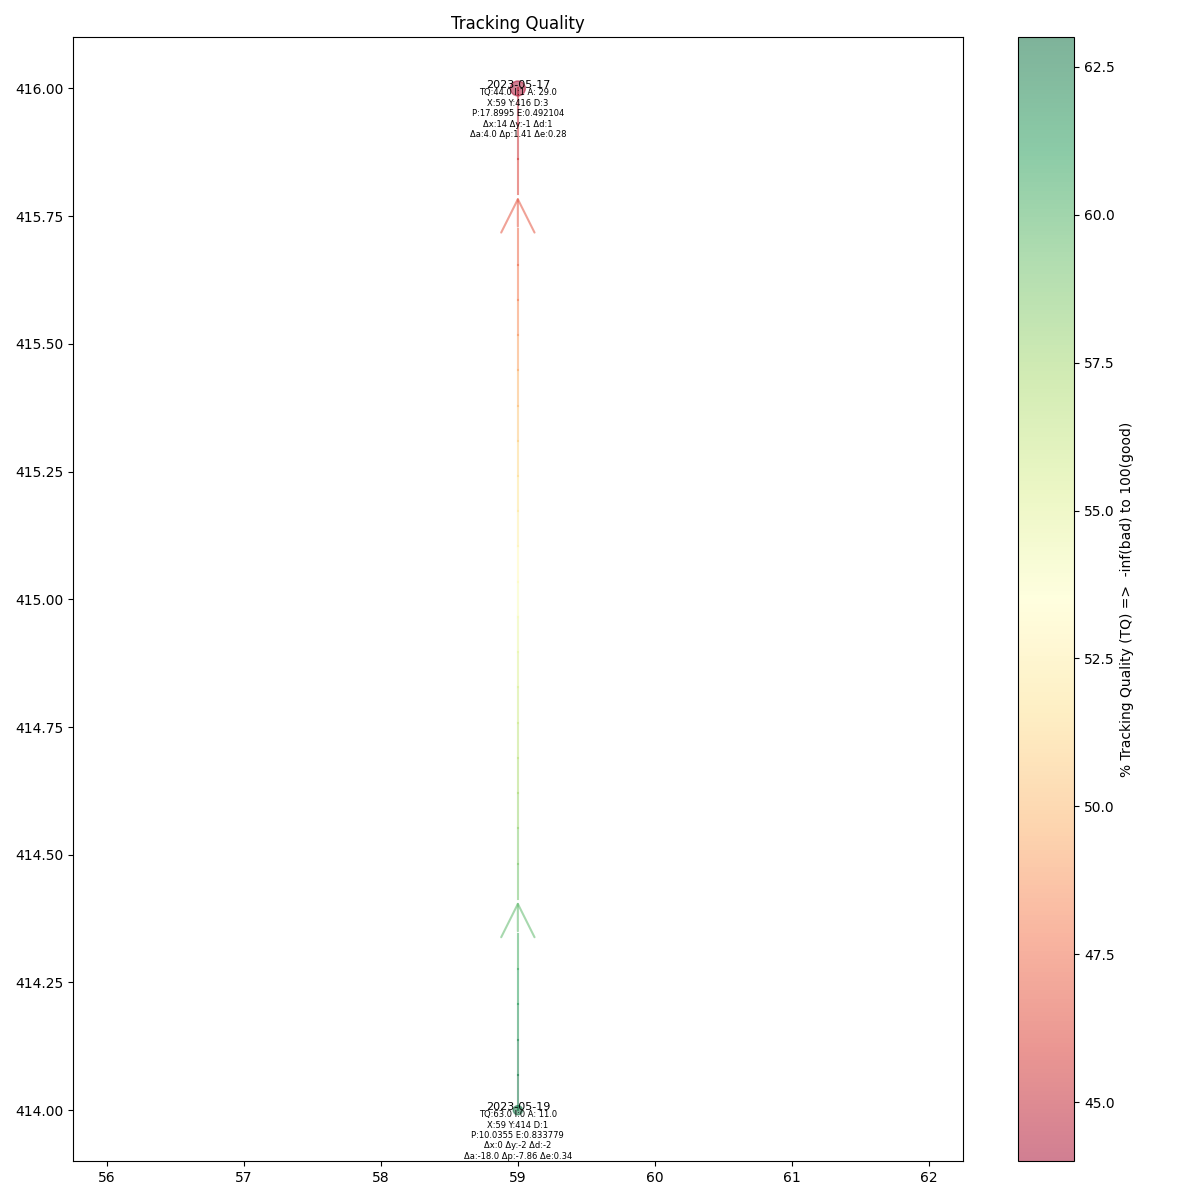 Tracking Quality
416.00
415.75
415.50
415.25
415.00
414.75
414.50
414.25
414.00
2023-05-17
X:59 Y:416 D:3
P:17.8995 E:0.492104
Δx:14 Δy:-1 Δd:1
Δa:4.0 Δp:1.41 Δe:0.28
2023-05-19
X:59 Y:414 D:1
P:10.0355 E:0.833779
Δx:0 Δy:-2 Δd:-2
Δa:-18.0 Δp:-7.86 Δe:0.34
56
57
58
59
60
61
62
62.5
60.0
57.5
55.0
52.5
50.0
47.5
45.0
% Tracking Quality (TQ) => -inf(bad) to 100(good)